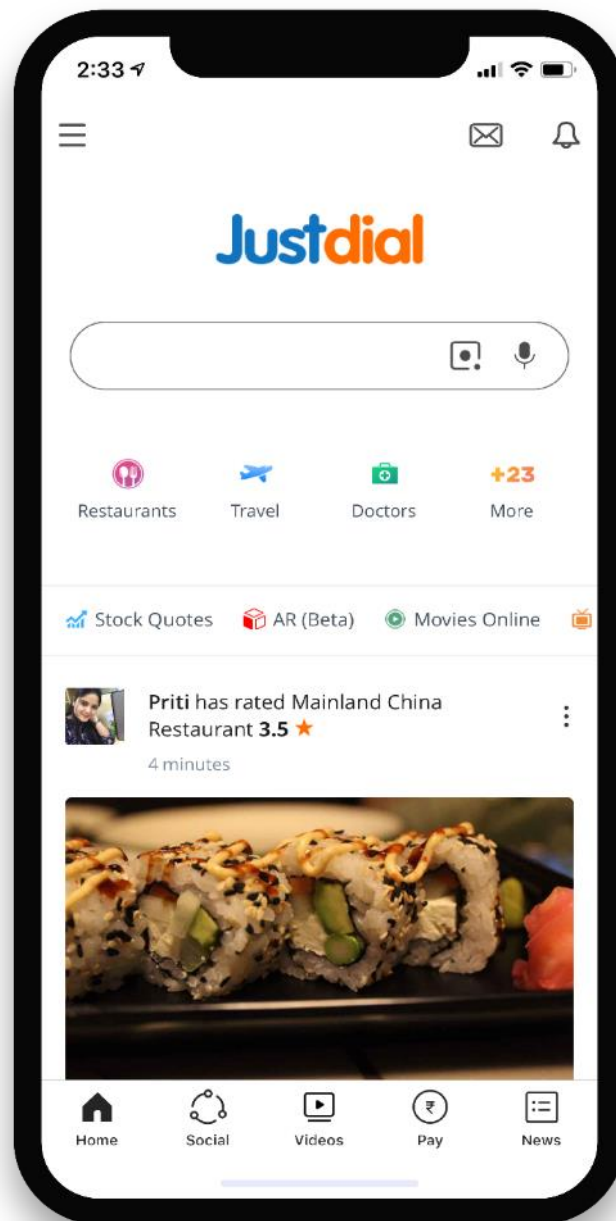 2:33
Justdial
Restaurants
Travel
Doctors
+23
More
Stock Quotes
AR (Beta)
Movies Online
Priti has rated Mainland China
Restaurant 3.5 ★
4 minutes
Home
Social
Videos
₹
Pay
News